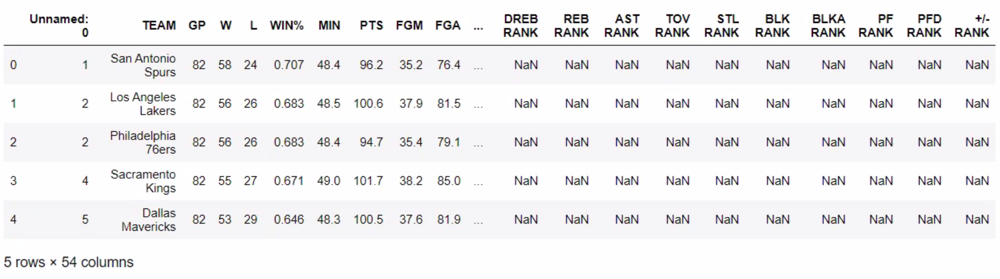 Unnamed: 0 TEAM GP W L WIN% MIN PTS FGM FGA ... DREB RANK REB RANK AST RANK TOV RANK STL RANK BLK RANK BLKA RANK PF RANK PFD RANK +/- RANK
0 1 San Antonio Spurs 82 58 24 0.707 48.4 96.2 35.2 76.4 ... NaN NaN NaN NaN NaN NaN NaN NaN NaN NaN
1 2 Los Angeles Lakers 82 56 26 0.683 48.5 100.6 37.9 81.5 ... NaN NaN NaN NaN NaN NaN NaN NaN NaN NaN
2 2 Philadelphia 76ers 82 56 26 0.683 48.4 94.7 35.4 79.1 ... NaN NaN NaN NaN NaN NaN NaN NaN NaN NaN
3 4 Sacramento Kings 82 55 27 0.671 49.0 101.7 38.2 85.0 ... NaN NaN NaN NaN NaN NaN NaN NaN NaN NaN
4 5 Dallas Mavericks 82 53 29 0.646 48.3 100.5 37.6 81.9 ... NaN NaN NaN NaN NaN NaN NaN NaN NaN NaN
5 rows × 54 columns